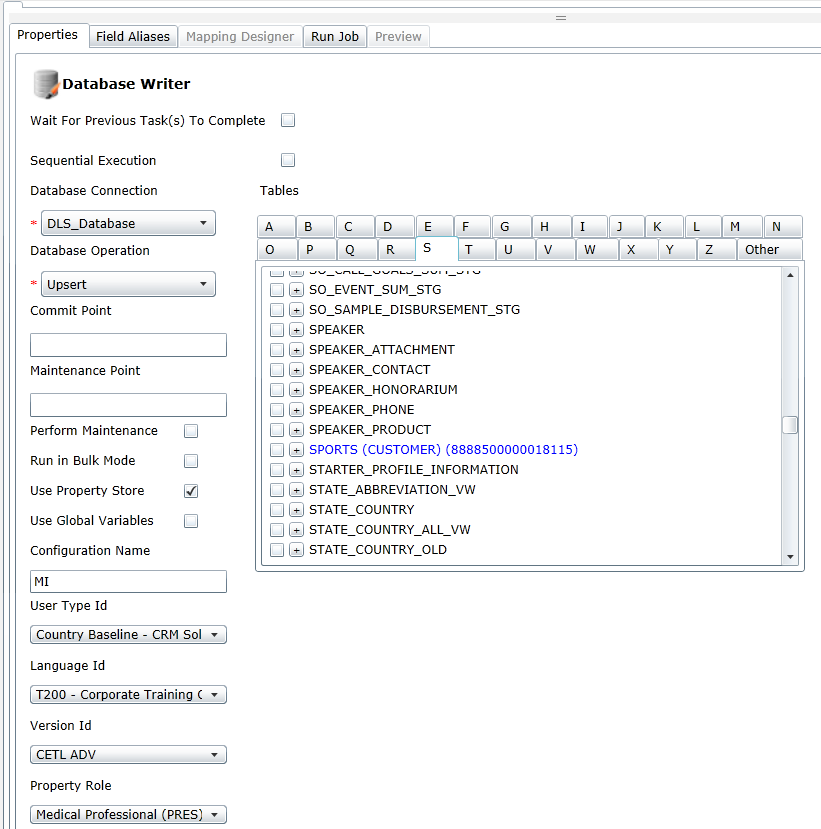 Properties
Field Aliases
Mapping Designer
Run Job
Preview
Database Writer
Wait For Previous Task(s) To Complete
Sequential Execution
Database Connection
* DLS_Database
Database Operation
* Upsert
Commit Point
Maintenance Point
Perform Maintenance
Run in Bulk Mode
Use Property Store
Use Global Variables
Configuration Name
MI
User Type Id
Country Baseline - CRM Sol
Language Id
T200 - Corporate Training C
Version Id
CETL ADV
Property Role
Medical Professional (PRES)
Tables
A B C D E F G H I J K L M N
O P Q R S T U V W X Y Z Other
SO_CALL_GOALS_SUM_STG
SO_EVENT_SUM_STG
SO_SAMPLE_DISBURSEMENT_STG
SPEAKER
SPEAKER_ATTACHMENT
SPEAKER_CONTACT
SPEAKER_HONORARIUM
SPEAKER_PHONE
SPEAKER_PRODUCT
SPORTS (CUSTOMER) (8888500000018115)
STARTER_PROFILE_INFORMATION
STATE_ABBREVIATION_VW
STATE_COUNTRY
STATE_COUNTRY_ALL_VW
STATE_COUNTRY_OLD